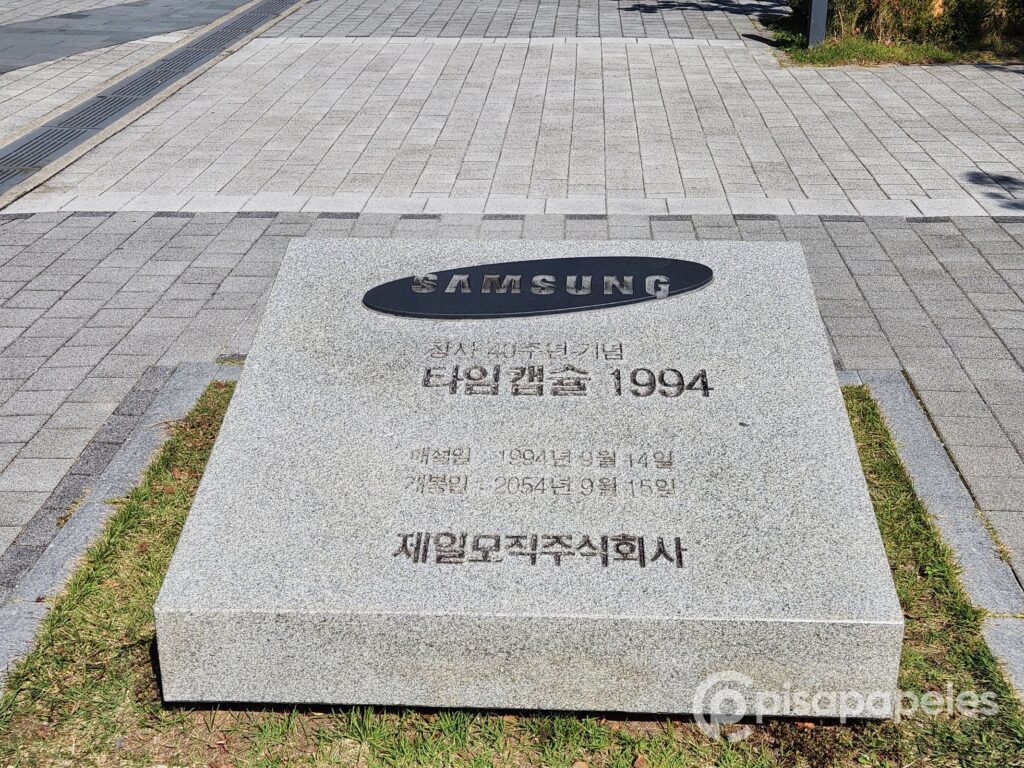 SAMSUNG
창사 40주년 기념
타임캡슐 1994
매설일 : 1994년 9월 14일
개봉일 : 2054년 9월 15일
제일모직주식회사
pisapapeles